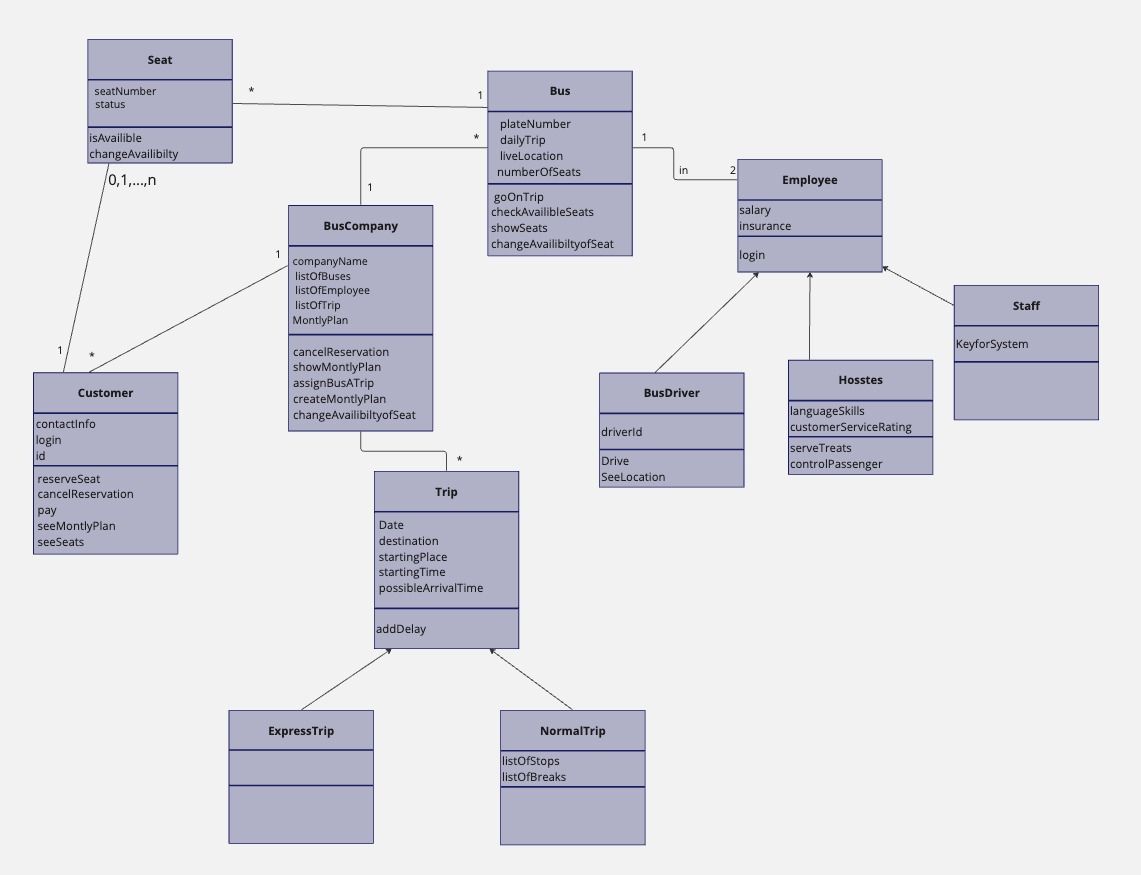 Seat
seatNumber
status
isAvailible
changeAvailibilty
0,1,...,n
*
1
Bus
plateNumber
dailyTrip
liveLocation
numberOfSeats
goOnTrip
checkAvailibleSeats
showSeats
changeAvailibiltyofSeat
*
1
1
in
2
Employee
salary
insurance
login
BusCompany
companyName
listOfBuses
listOfEmployee
listOfTrip
MontlyPlan
cancelReservation
showMontlyPlan
assignBusATrip
createMontlyPlan
changeAvailibiltyofSeat
1
*
1
Customer
contactInfo
login
id
reserveSeat
cancelReservation
pay
seeMontlyPlan
seeSeats
Staff
KeyforSystem
BusDriver
driverId
Drive
SeeLocation
Hosstes
languageSkills
customerServiceRating
serveTreats
controlPassenger
*
Trip
Date
destination
startingPlace
startingTime
possibleArrivalTime
addDelay
ExpressTrip
NormalTrip
listOfStops
listOfBreaks